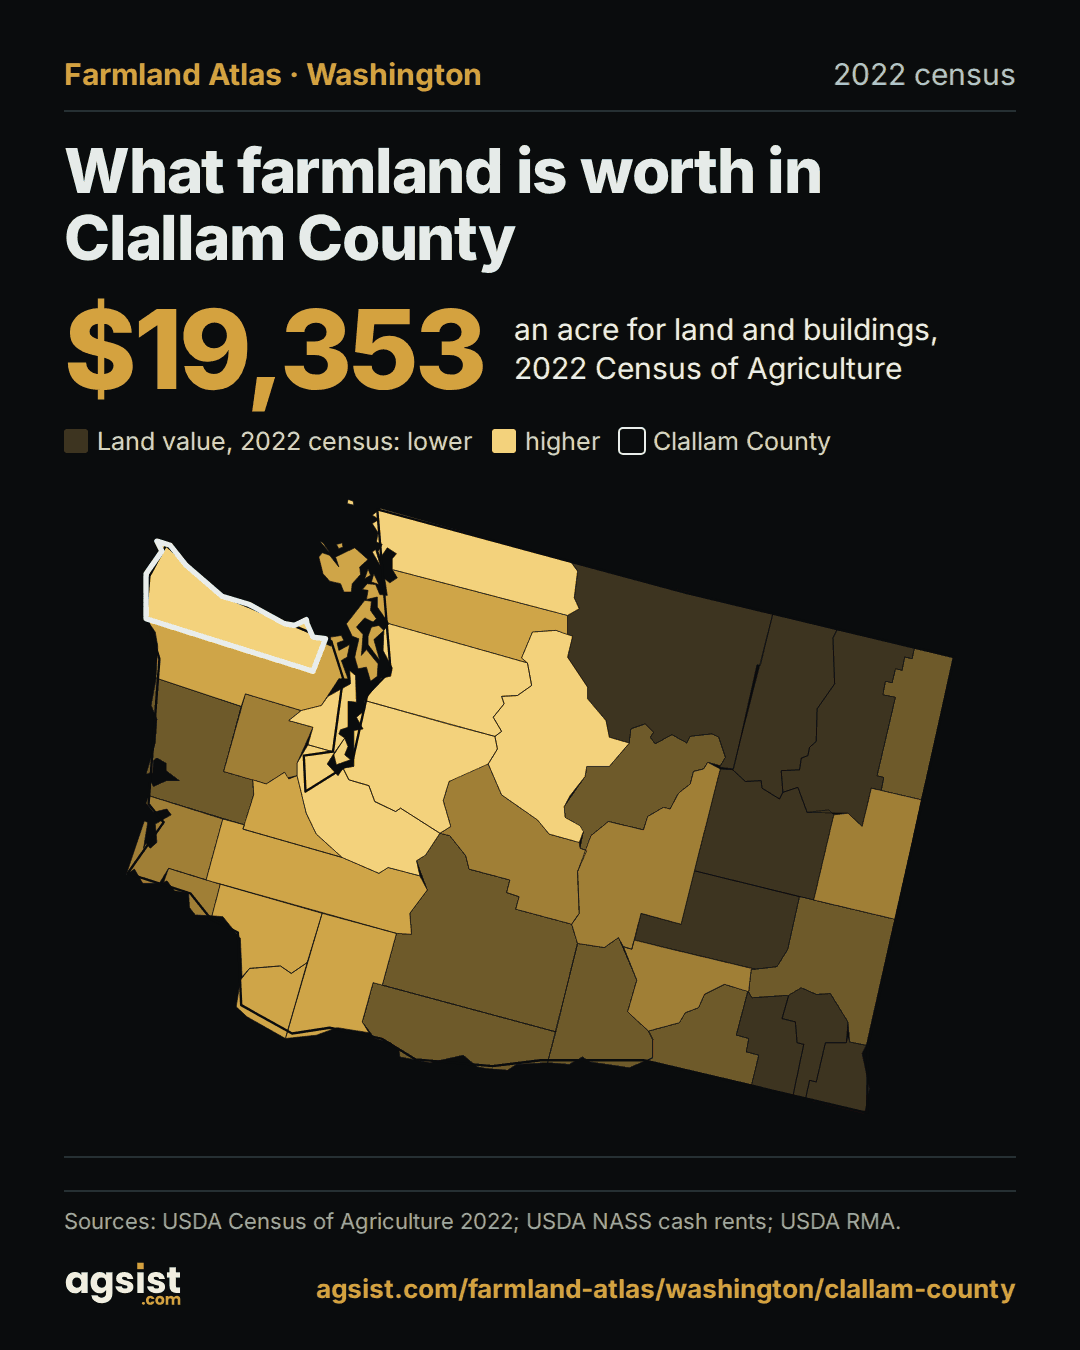 Farmland Atlas · Washington
2022 census
What farmland is worth in
Clallam County
$19,353
an acre for land and buildings,
2022 Census of Agriculture
Land value, 2022 census: lower
higher
Clallam County
Sources: USDA Census of Agriculture 2022; USDA NASS cash rents; USDA RMA.
agsist
.com
agsist.com/farmland-atlas/washington/clallam-county